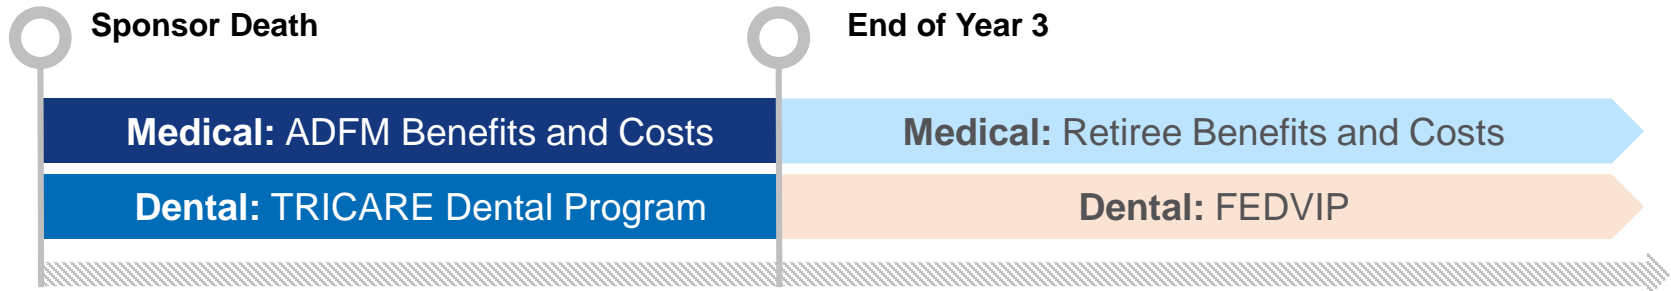 Sponsor Death
End of Year 3
Medical: ADFM Benefits and Costs
Medical: Retiree Benefits and Costs
Dental: TRICARE Dental Program
Dental: FEDVIP